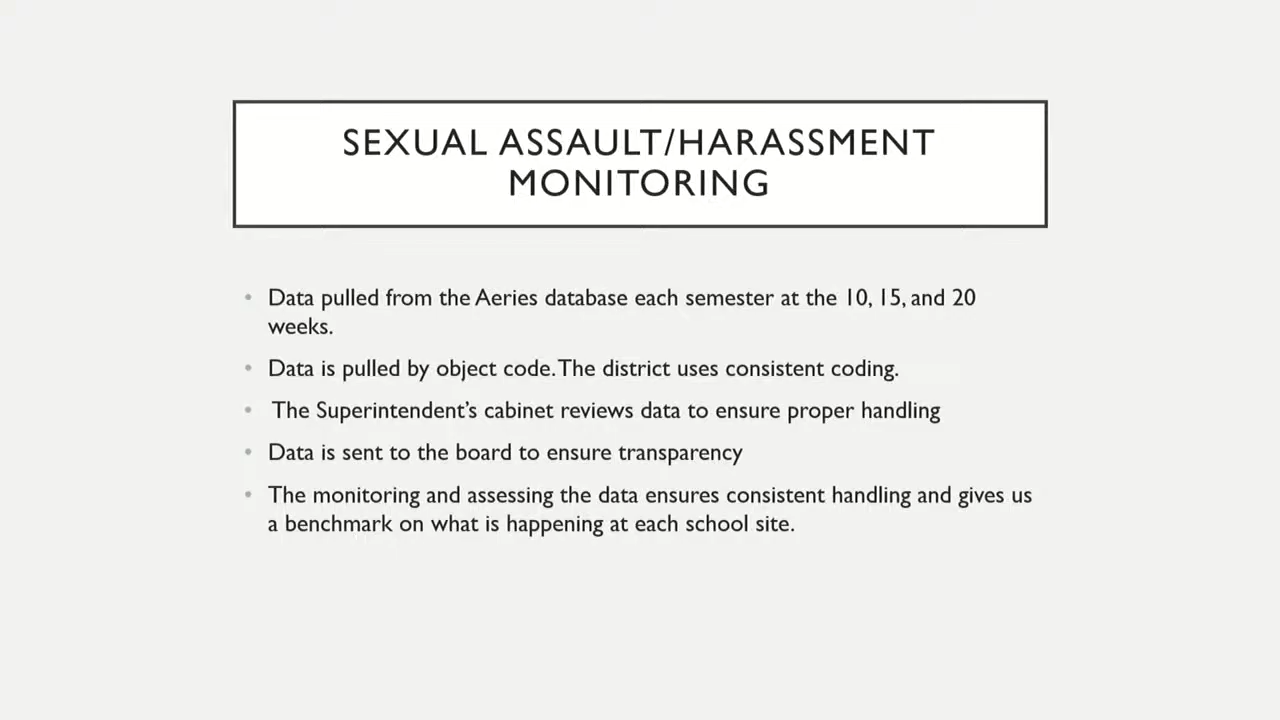 SEXUAL ASSAULT/HARASSMENT
MONITORING
• Data pulled from the Aeries database each semester at the 10, 15, and 20
weeks.
• Data is pulled by object code. The district uses consistent coding.
• The Superintendent's cabinet reviews data to ensure proper handling
• Data is sent to the board to ensure transparency
• The monitoring and assessing the data ensures consistent handling and gives us
a benchmark on what is happening at each school site.